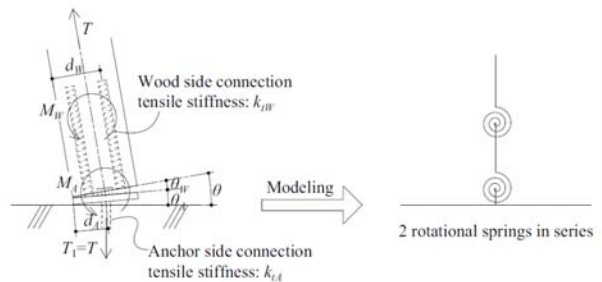 T
d_W
Wood side connection
tensile stiffness: k_tW
M_W
M_A
θ_W
θ
θ_A
Modeling
d_A
T_1=T
Anchor side connection
tensile stiffness: k_tA
2 rotational springs in series